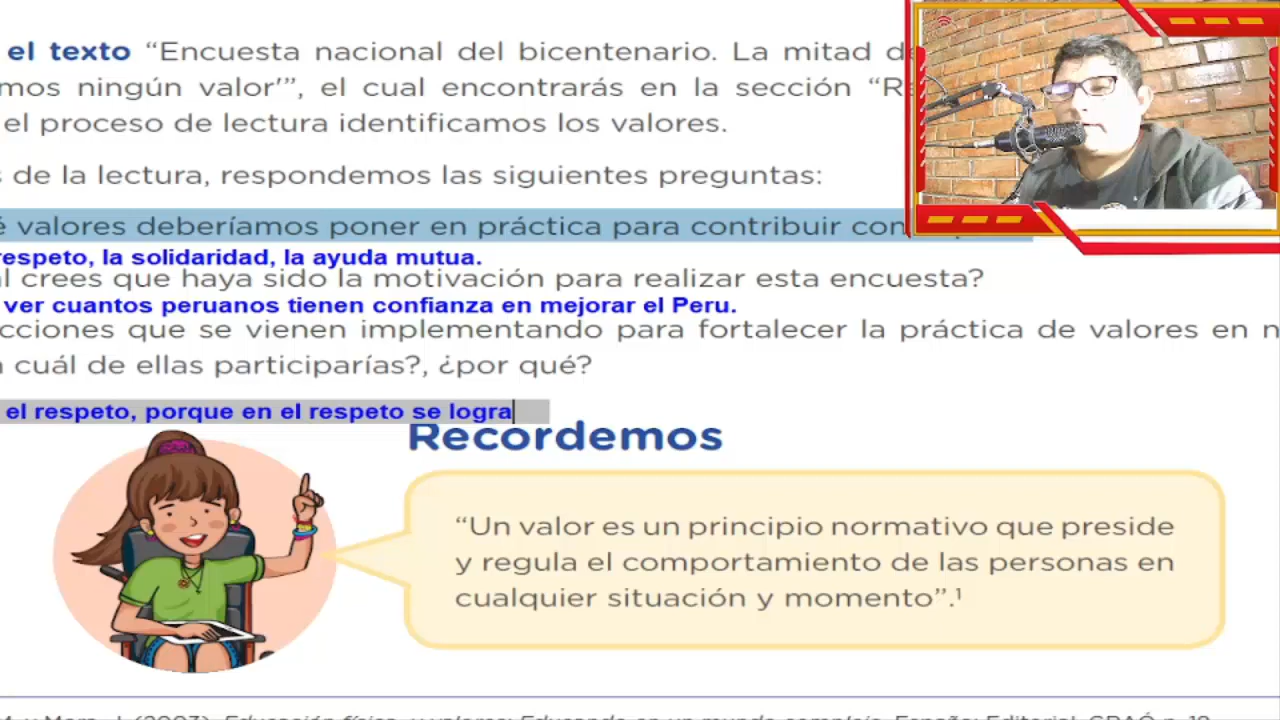 el texto “Encuesta nacional del bicentenario. La mitad
mos ningún valor'”, el cual encontrarás en la sección
el proceso de lectura identificamos los valores.
de la lectura, respondemos las siguientes preguntas:
valores deberíamos poner en práctica para contribuir
respeto, la solidaridad, la ayuda mutua.
crees que haya sido la motivación para realizar esta encuesta?
ver cuantos peruanos tienen confianza en mejorar el Peru.
cciones que se vienen implementando para fortalecer la práctica de valores en
cuál de ellas participarías?, ¿por qué?
el respeto, porque en el respeto se logra
Recordemos
“Un valor es un principio normativo que preside
y regula el comportamiento de las personas en
cualquier situación y momento”.¹